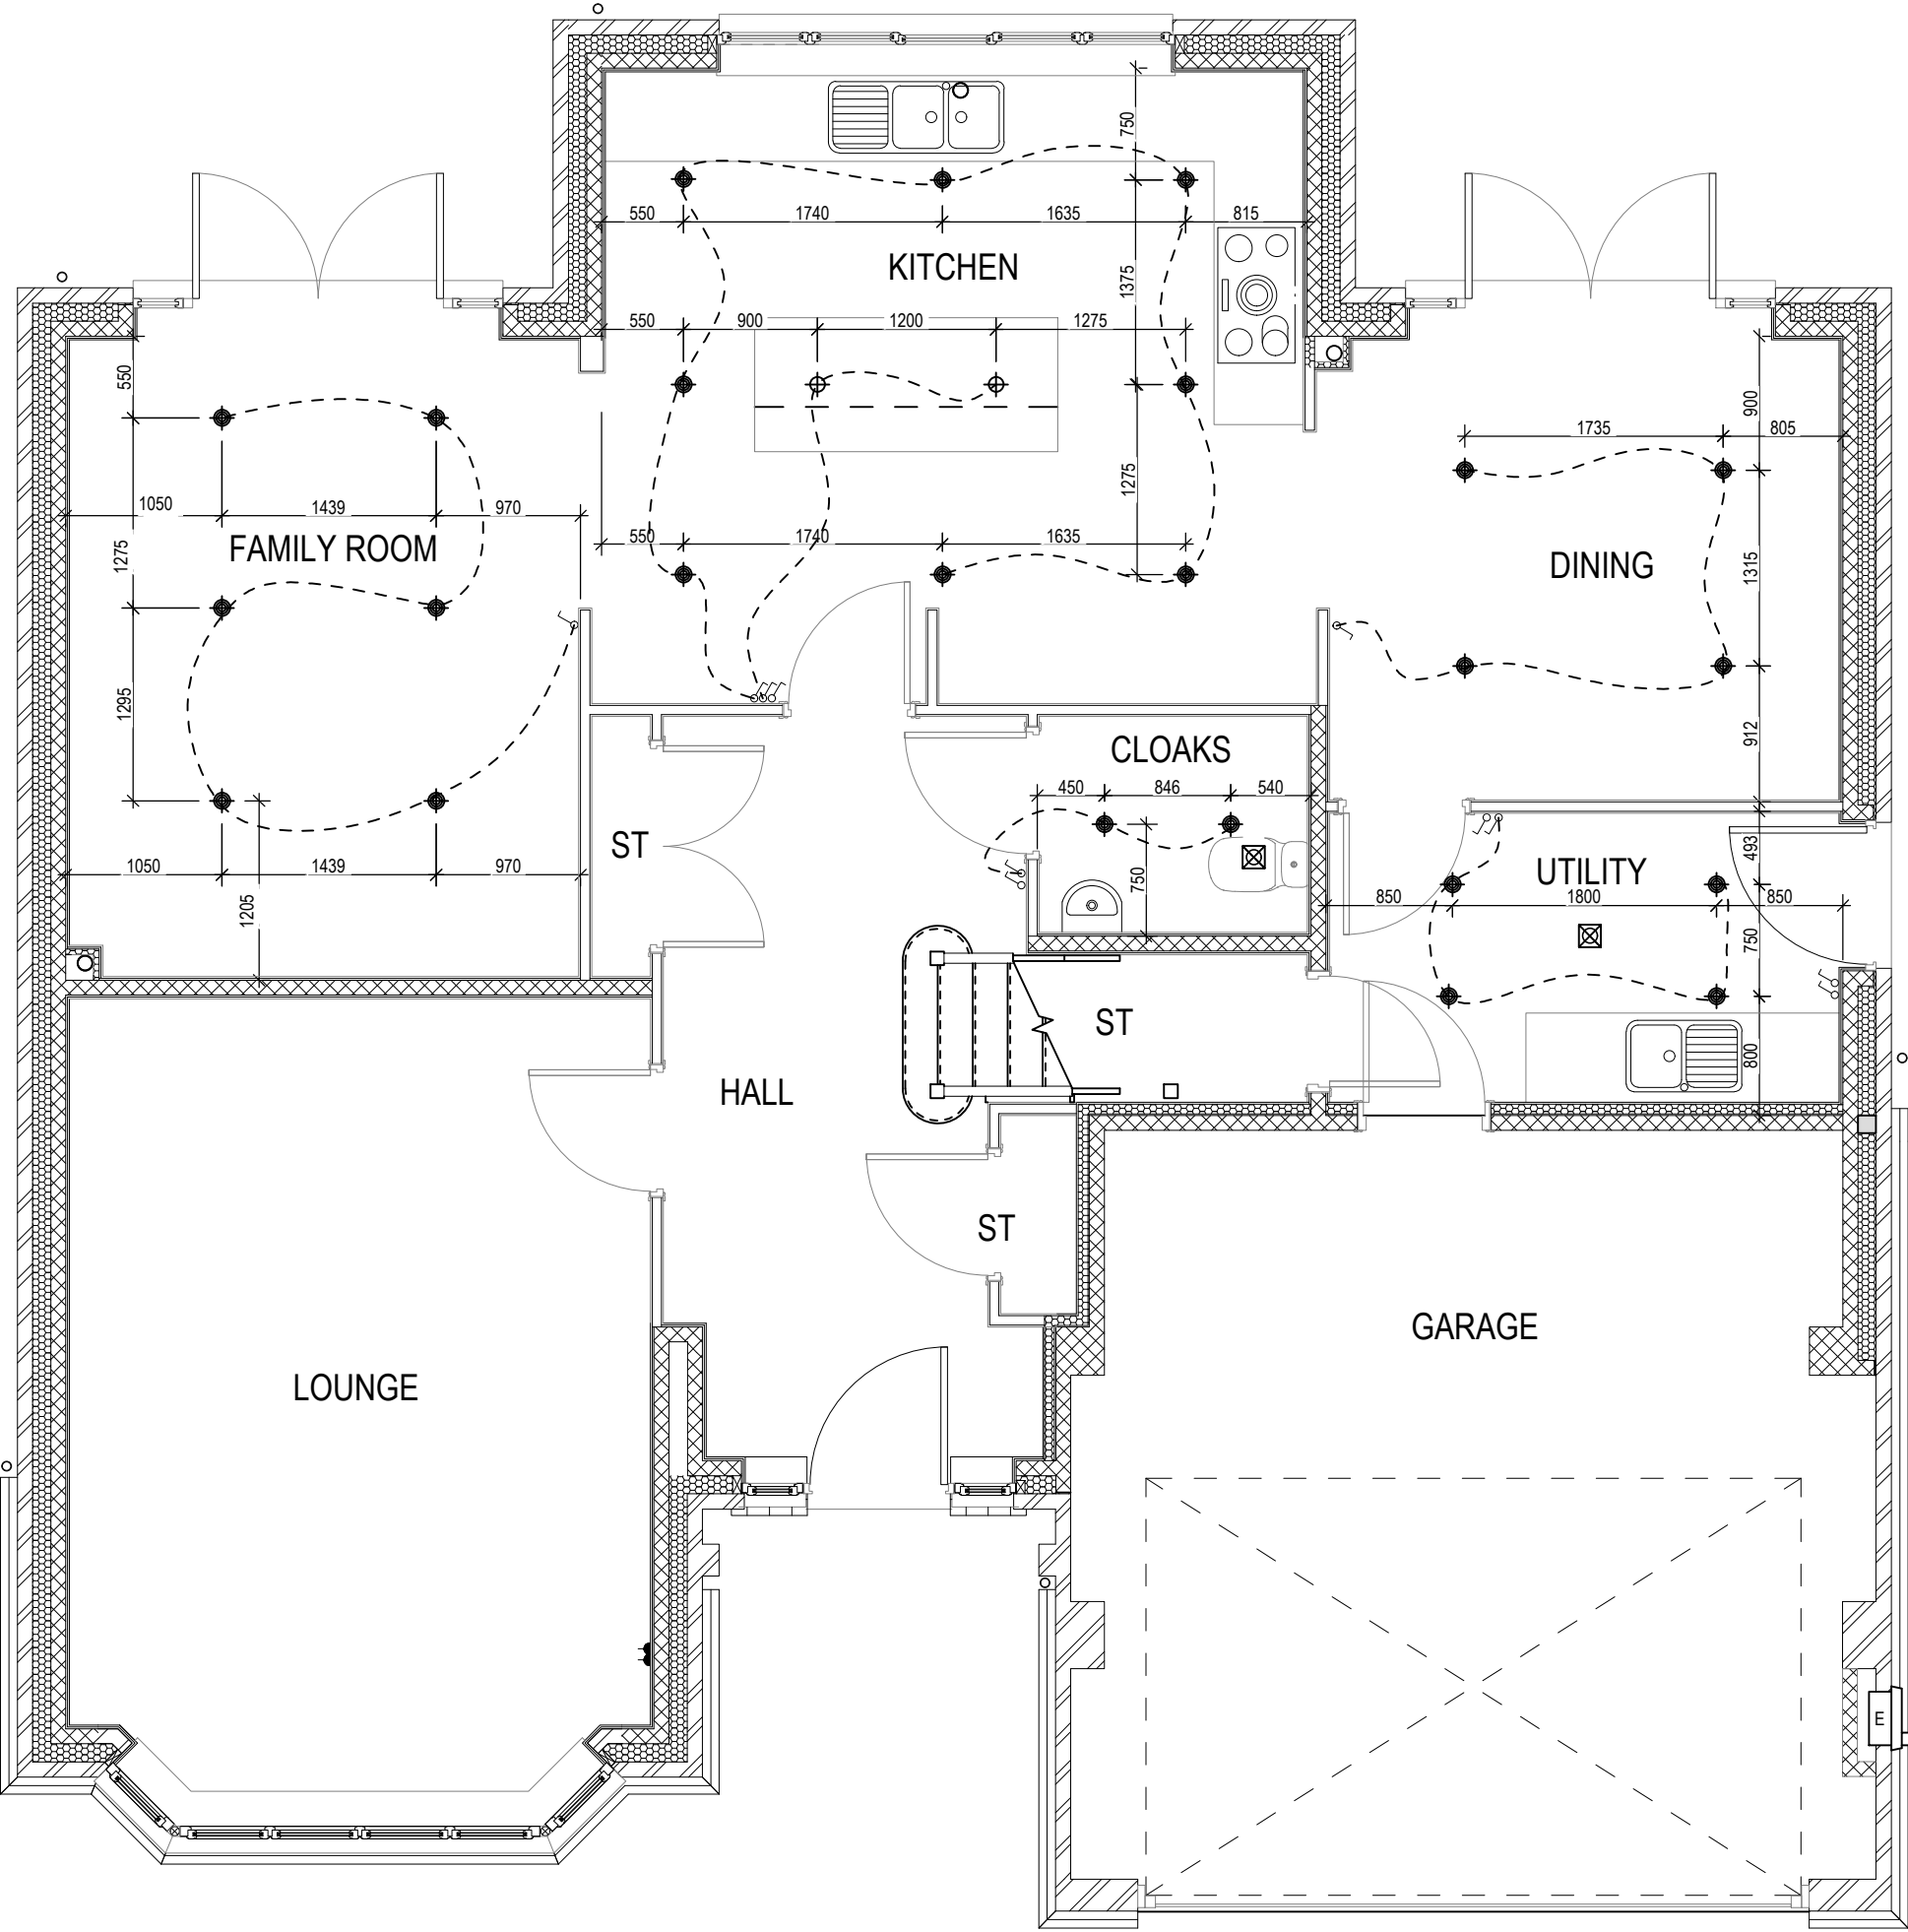 750
550 1740 1635 815
KITCHEN
1375
550 900 1200 1275
550
900
1735 805
1275
1050 1439 970
550 1740 1635
FAMILY ROOM
1275
DINING
1315
1295
912
CLOAKS
450 846 540
ST
493
UTILITY
1050 1439 970
750
850 1800 850
1205
750
ST
800
HALL
ST
GARAGE
LOUNGE
E